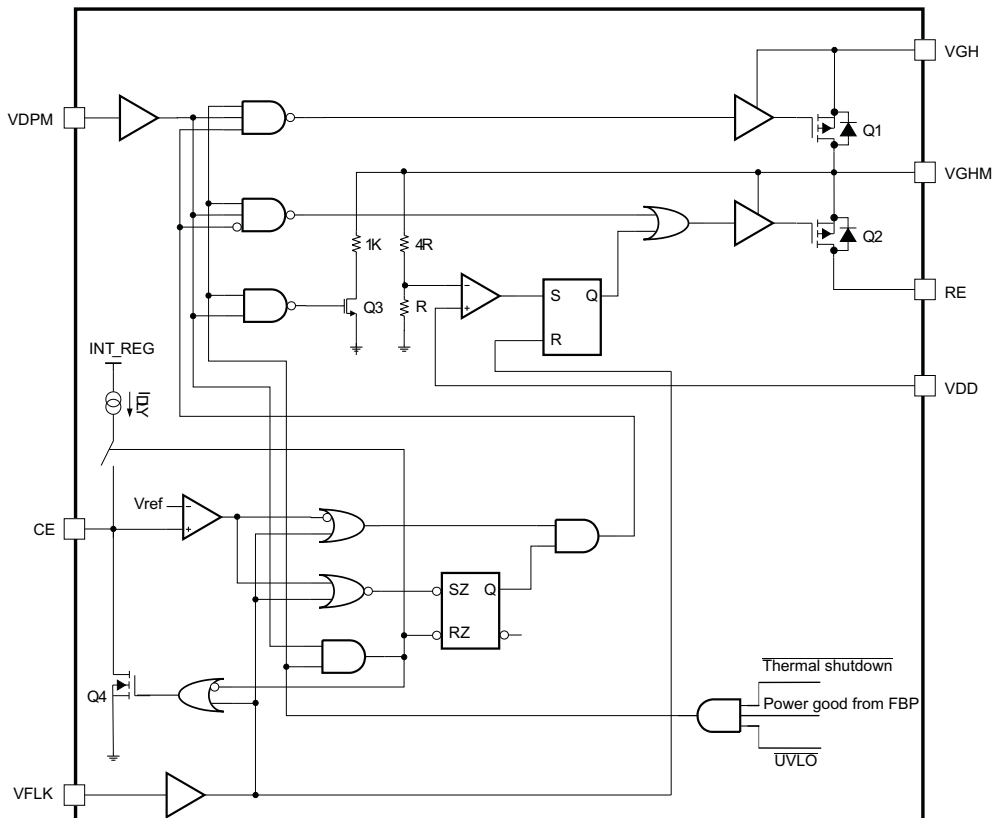 VGH
VDPM
Q1
VGHM
1K
4R
Q2
Q3
R
S
Q
R
RE
INT_REG
IDLY
VDD
Vref
CE
SZ
Q
RZ
Thermal shutdown
Q4
Power good from FBP
UVLO
VFLK